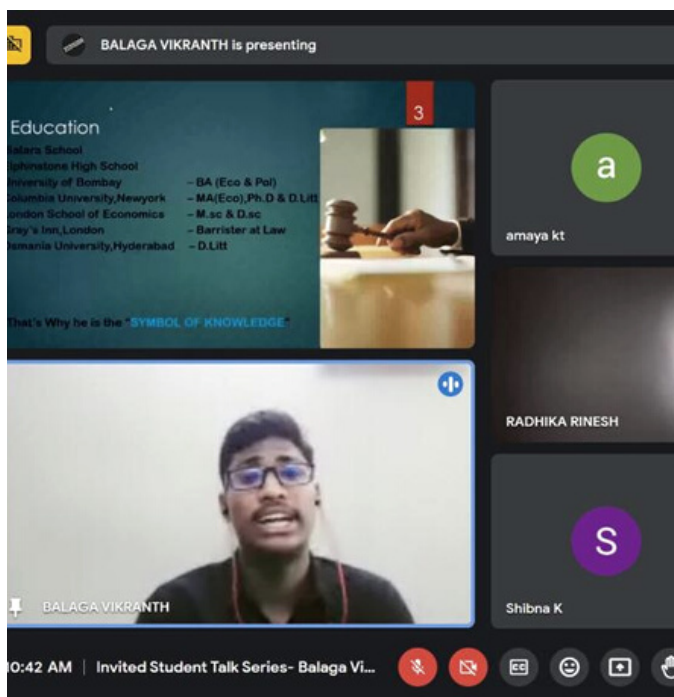 BALAGA VIKRANTH is presenting
3
Education
Satara School
Elphinstone High School
University of Bombay – BA (Eco & Pol)
Columbia University,Newyork – MA(Eco),Ph.D & D.Litt
London School of Economics – M.sc & D.sc
Gray's Inn,London – Barrister at Law
Osmania University,Hyderabad – D.Litt
That's Why he is the "SYMBOL OF KNOWLEDGE"
a
amaya kt
RADHIKA RINESH
BALAGA VIKRANTH
S
Shibna K
10:42 AM | Invited Student Talk Series- Balaga Vi...
CC